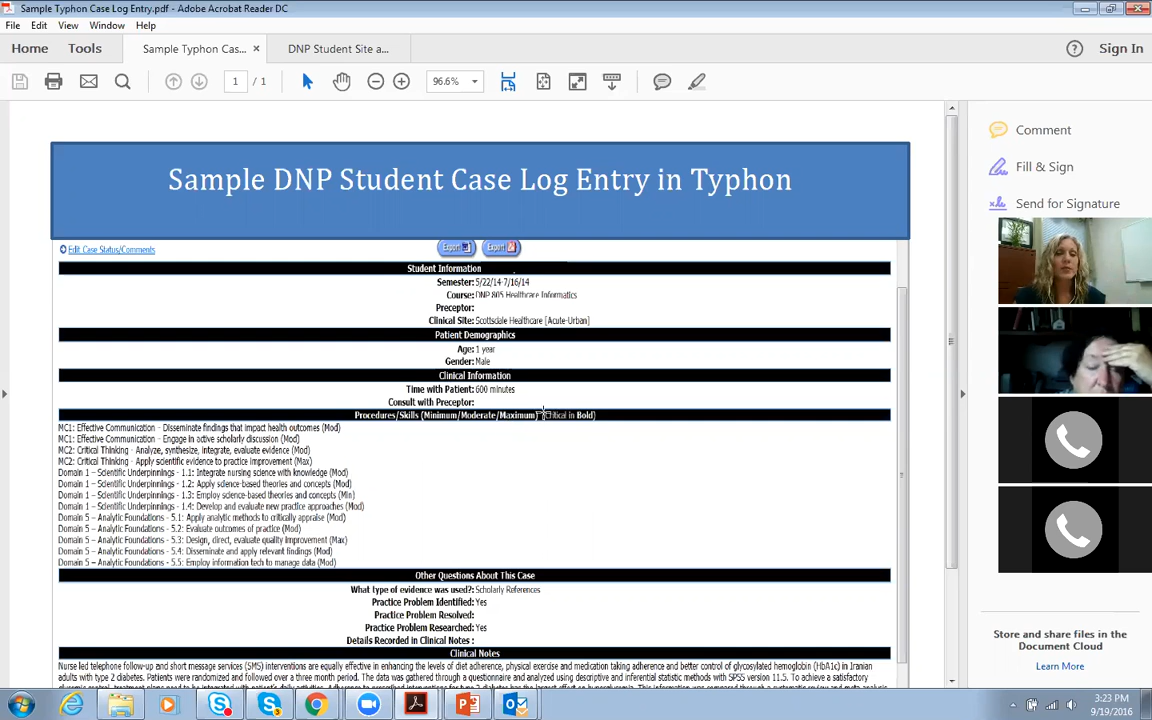 Sample Typhon Case Log Entry.pdf - Adobe Acrobat Reader DC
File Edit View Window Help
Home Tools Sample Typhon Cas... × DNP Student Site a... Sign In
1 / 1 96.6%
Comment
Fill & Sign
Send for Signature
Sample DNP Student Case Log Entry in Typhon
Edit Case Status/Comments Export Export
Student Information
Semester: 5/22/14-7/16/14
Course: DNP 805 Healthcare Informatics
Preceptor:
Clinical Site: Scottsdale Healthcare [Acute-Urban]
Patient Demographics
Age: 1 year
Gender: Male
Clinical Information
Time with Patient: 600 minutes
Consult with Preceptor:
Procedures/Skills (Minimum/Moderate/Maximum) (Critical in Bold)
MC1: Effective Communication - Disseminate findings that impact health outcomes (Mod)
MC1: Effective Communication - Engage in active scholarly discussion (Mod)
MC2: Critical Thinking - Analyze, synthesize, integrate, evaluate evidence (Mod)
MC2: Critical Thinking - Apply scientific evidence to practice improvement (Max)
Domain 1 – Scientific Underpinnings - 1.1: Integrate nursing science with knowledge (Mod)
Domain 1 – Scientific Underpinnings - 1.2: Apply science-based theories and concepts (Mod)
Domain 1 – Scientific Underpinnings - 1.3: Employ science-based theories and concepts (Min)
Domain 1 – Scientific Underpinnings - 1.4: Develop and evaluate new practice approaches (Mod)
Domain 5 – Analytic Foundations - 5.1: Apply analytic methods to critically appraise (Mod)
Domain 5 – Analytic Foundations - 5.2: Evaluate outcomes of practice (Mod)
Domain 5 – Analytic Foundations - 5.3: Design, direct, evaluate quality improvement (Max)
Domain 5 – Analytic Foundations - 5.4: Disseminate and apply relevant findings (Mod)
Domain 5 – Analytic Foundations - 5.5: Employ information tech to manage data (Mod)
Other Questions About This Case
What type of evidence was used?: Scholarly References
Practice Problem Identified: Yes
Practice Problem Resolved:
Practice Problem Researched: Yes
Details Recorded in Clinical Notes :
Clinical Notes
Nurse led telephone follow-up and short message services (SMS) interventions are equally effective in enhancing the levels of diet adherence, physical exercise and medication taking adherence and better control of glycosylated hemoglobin (HbA1c) in Iranian
adults with type 2 diabetes. Patients were randomized and followed over a three month period. The data was gathered through a questionnaire and analyzed using descriptive and inferential statistic methods with SPSS version 11.5. To achieve a satisfactory
Store and share files in the
Document Cloud
Learn More
3:23 PM
9/19/2016